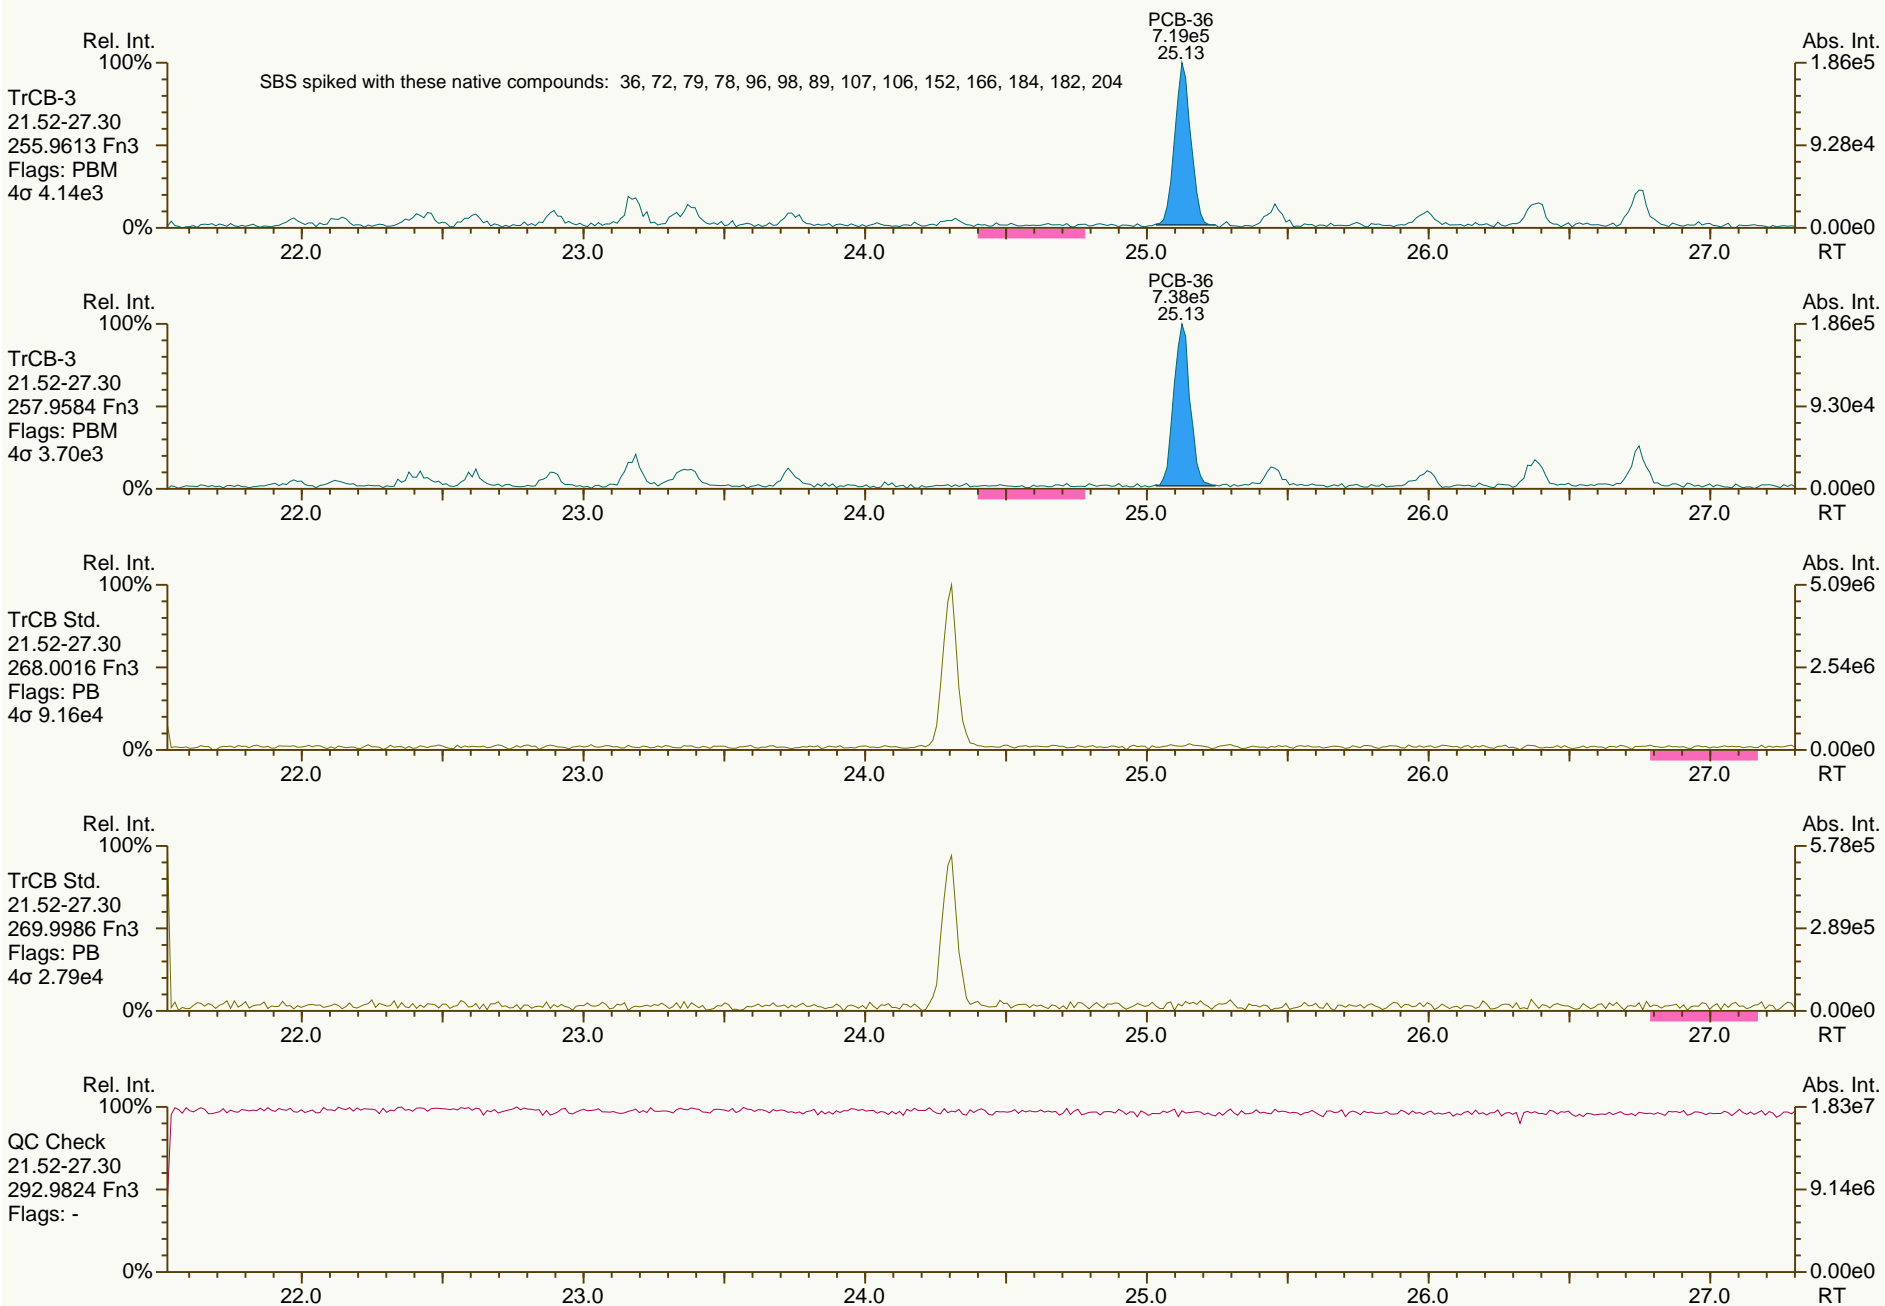 PCB-36
7.19e5
25.13
Rel. Int.
Abs. Int.
100%
1.86e5
SBS spiked with these native compounds:  36, 72, 79, 78, 96, 98, 89, 107, 106, 152, 166, 184, 182, 204
TrCB-3
21.52-27.30
255.9613 Fn3
Flags: PBM
4σ 4.14e3
9.28e4
0%
0.00e0
22.0 23.0 24.0 25.0 26.0 27.0 RT
PCB-36
7.38e5
25.13
Rel. Int.
Abs. Int.
100%
1.86e5
TrCB-3
21.52-27.30
257.9584 Fn3
Flags: PBM
4σ 3.70e3
9.30e4
0%
0.00e0
22.0 23.0 24.0 25.0 26.0 27.0 RT
Rel. Int.
Abs. Int.
100%
5.09e6
TrCB Std.
21.52-27.30
268.0016 Fn3
Flags: PB
4σ 9.16e4
2.54e6
0%
0.00e0
22.0 23.0 24.0 25.0 26.0 27.0 RT
Rel. Int.
Abs. Int.
100%
5.78e5
TrCB Std.
21.52-27.30
269.9986 Fn3
Flags: PB
4σ 2.79e4
2.89e5
0%
0.00e0
22.0 23.0 24.0 25.0 26.0 27.0 RT
Rel. Int.
Abs. Int.
100%
1.83e7
QC Check
21.52-27.30
292.9824 Fn3
Flags: -
9.14e6
0%
0.00e0
22.0 23.0 24.0 25.0 26.0 27.0 RT